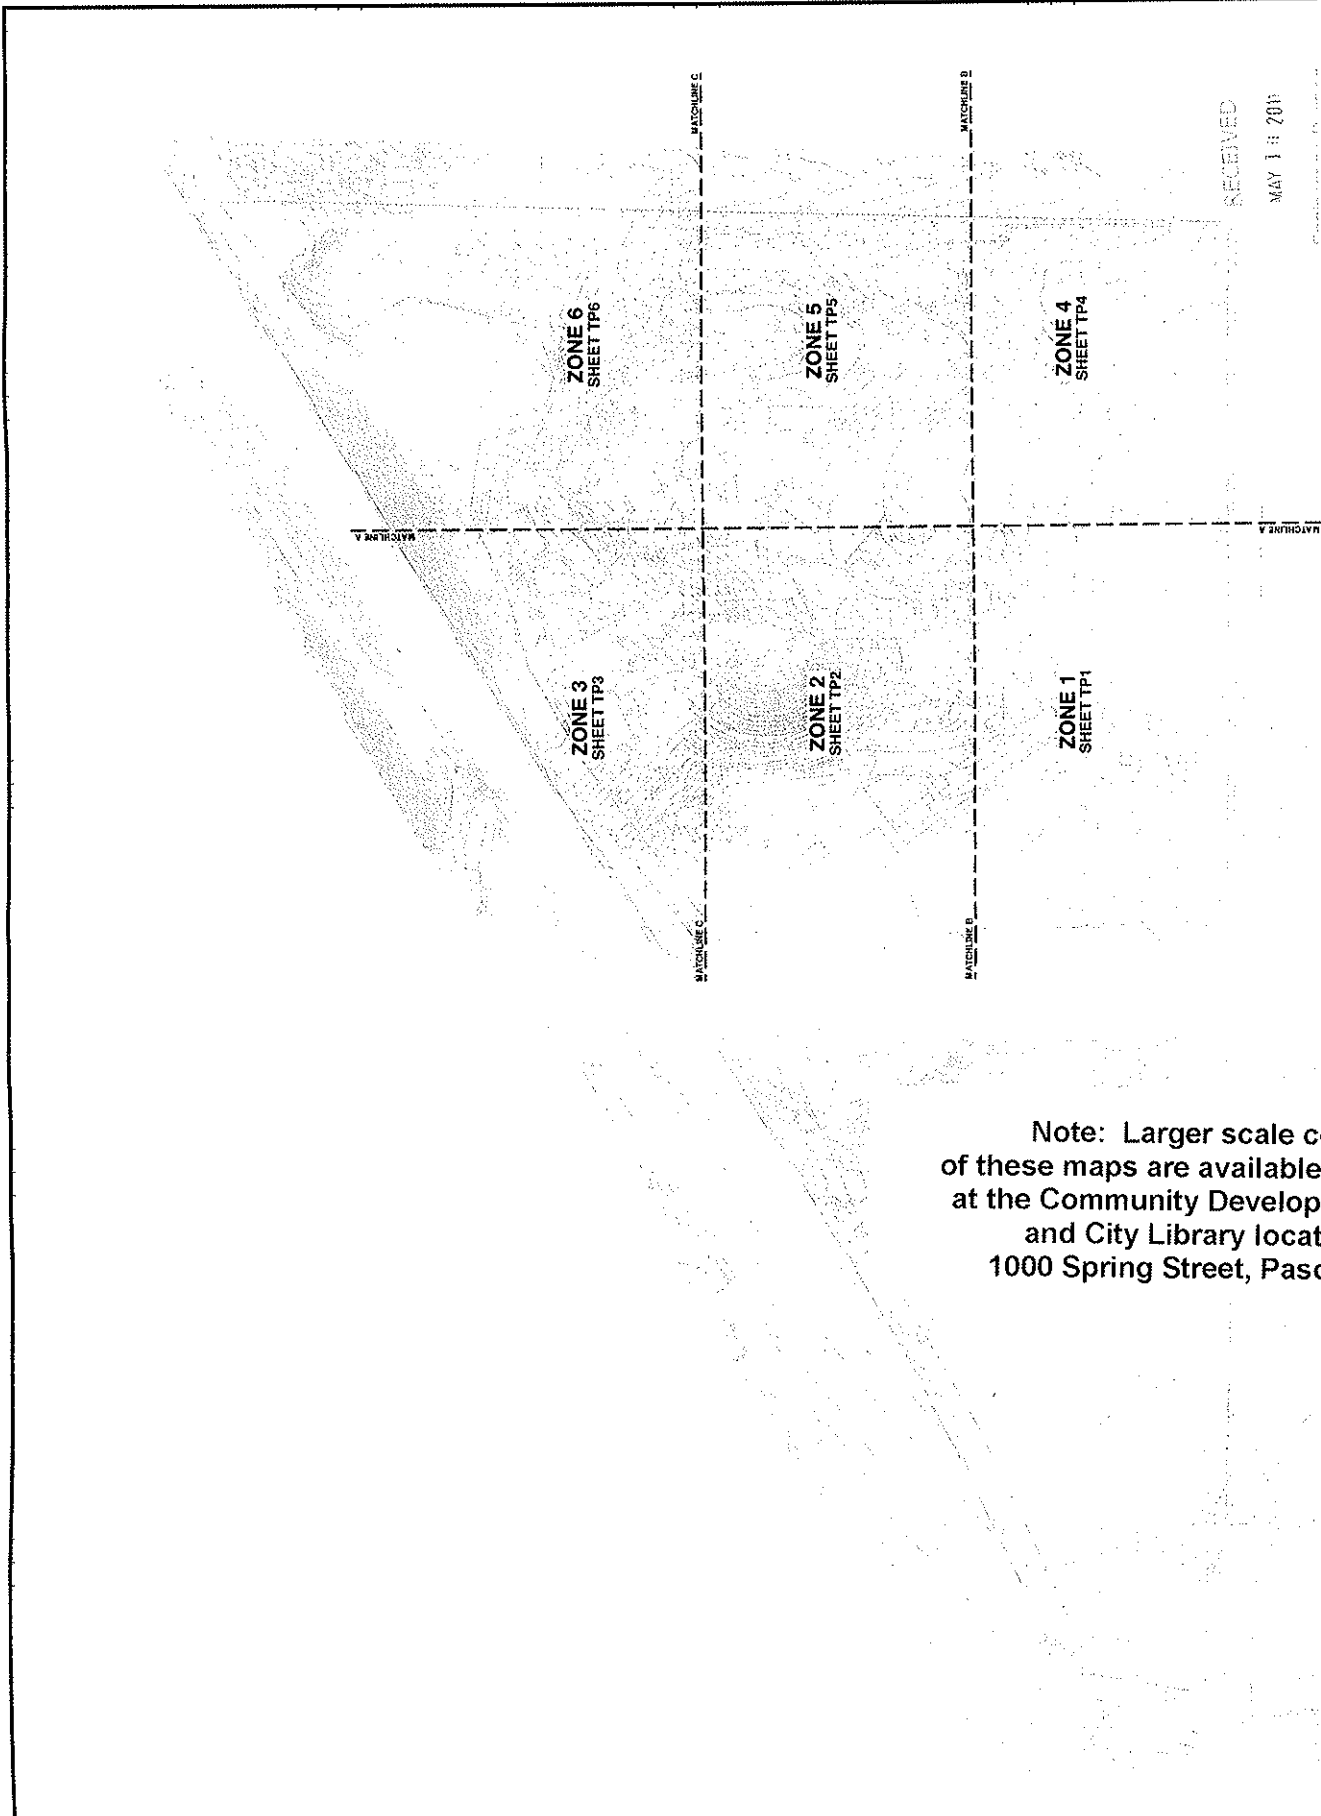 MATCHLINE C
MATCHLINE B
RECEIVED
MAY
ZONE 6
SHEET TP6
ZONE 5
SHEET TP5
ZONE 4
SHEET TP4
MATCHLINE A
MATCHLINE A
ZONE 3
SHEET TP3
ZONE 2
SHEET TP2
ZONE 1
SHEET TP1
MATCHLINE C
MATCHLINE B
Note: Larger scale c
of these maps are available
at the Community Develop
and City Library locat
1000 Spring Street, Paso